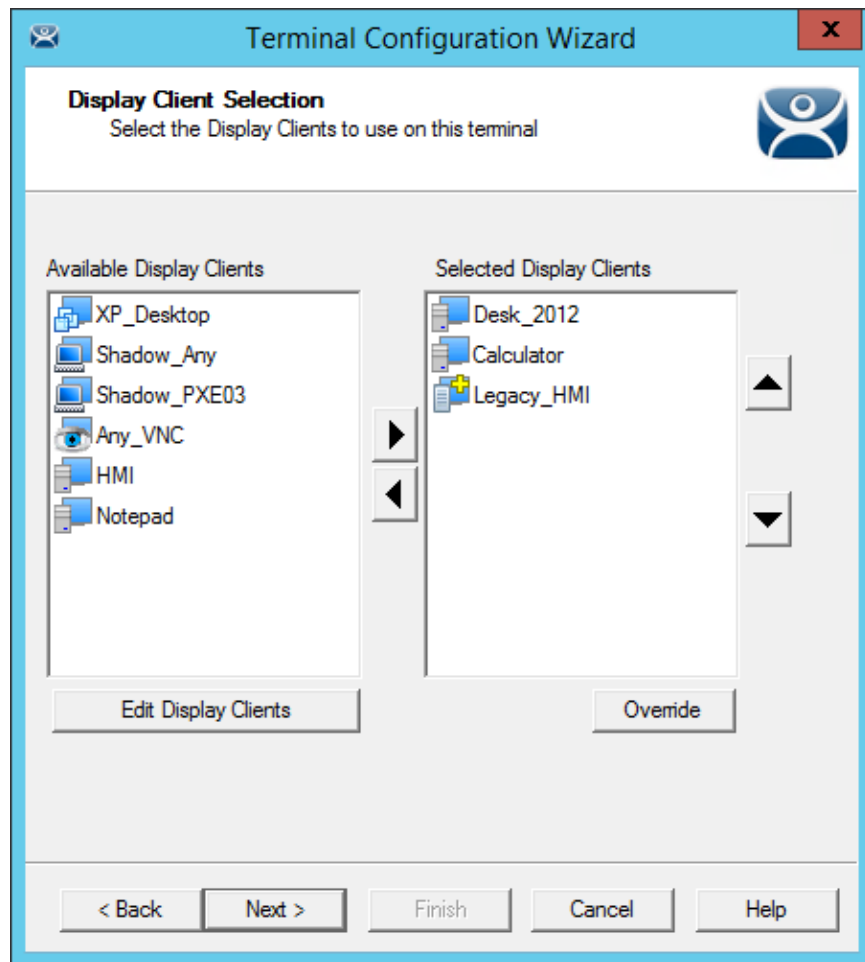 Terminal Configuration Wizard
x
Display Client Selection
Select the Display Clients to use on this terminal
Available Display Clients
Selected Display Clients
XP_Desktop
Shadow_Any
Shadow_PXE03
Any_VNC
HMI
Notepad
Desk_2012
Calculator
Legacy_HMI
Edit Display Clients
Override
< Back
Next >
Finish
Cancel
Help